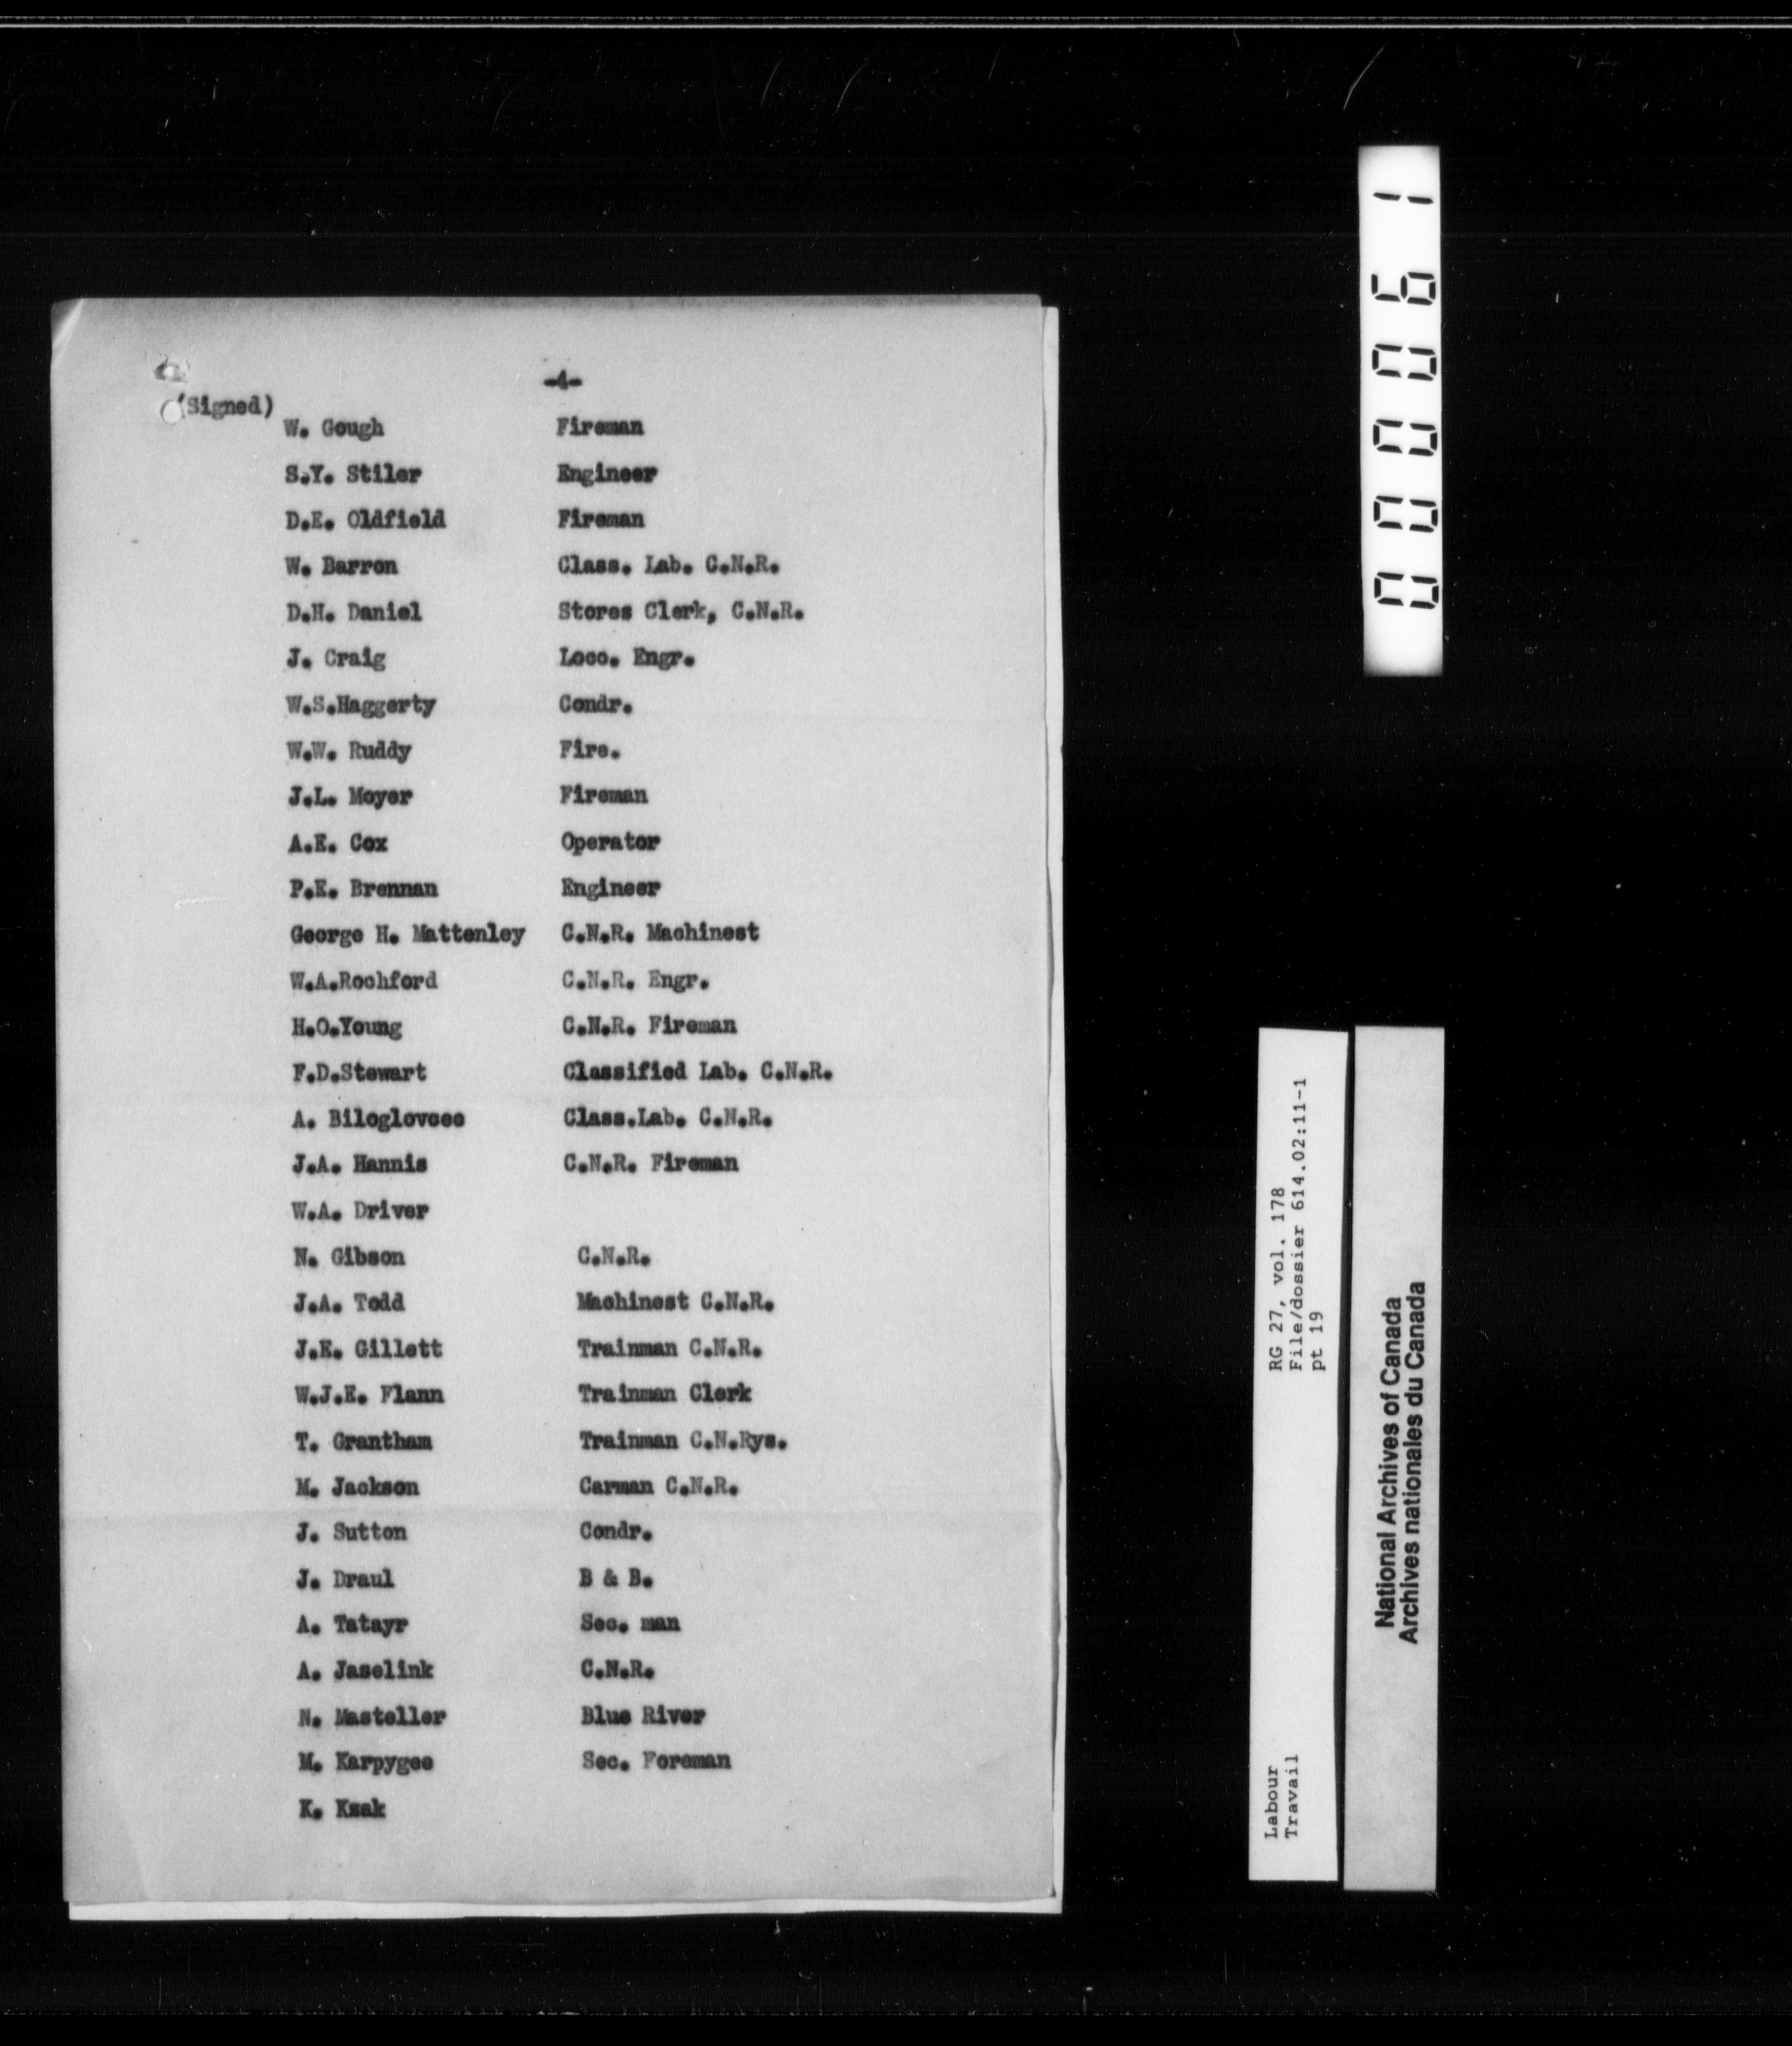 -4-
(Signed)
W. Gough Fireman
S.Y. Stiler Engineer
D.E. Oldfield Fireman
W. Barron Class. Lab. C.N.R.
D.H. Daniel Stores Clerk, C.N.R.
J. Craig Loco. Engr.
W.S.Haggerty Condr.
W.W. Ruddy Fire.
J.L. Moyer Fireman
A.E. Cox Operator
P.E. Brennan Engineer
George H. Mattenley C.N.R. Machinest
W.A.Rochford C.N.R. Engr.
H.O.Young C.N.R. Fireman
F.D.Stewart Classified Lab. C.N.R.
A. Biloglovcee Class.Lab. C.N.R.
J.A. Hannis C.N.R. Fireman
W.A. Driver
N. Gibson C.N.R.
J.A. Todd Machinest C.N.R.
J.E. Gillett Trainman C.N.R.
W.J.E. Flann Trainman Clerk
T. Grantham Trainman C.N.Rys.
M. Jackson Carman C.N.R.
J. Sutton Condr.
J. Draul B & B.
A. Tatayr Sec. man
A. Jaselink C.N.R.
N. Masteller Blue River
M. Karpygee Sec. Foreman
K. Kzak
000061
Labour RG 27, vol. 178
Travail File/dossier 614.02:11-1
pt 19
National Archives of Canada
Archives nationales du Canada